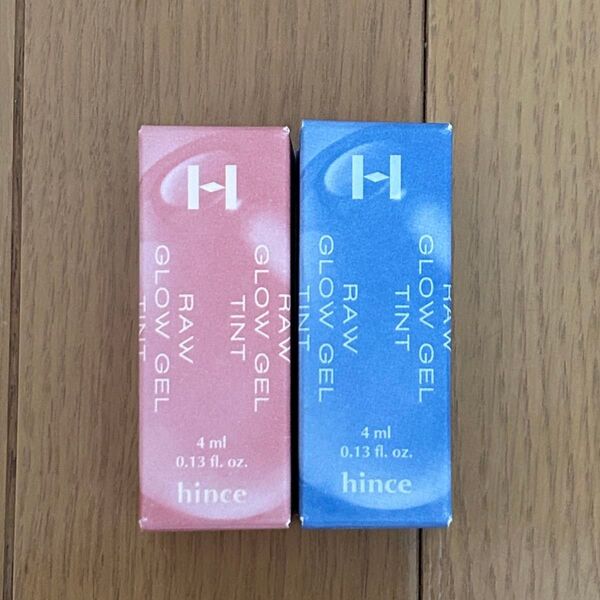 H
RAW
GLOW GEL
TINT
RAW
GLOW GEL
TINT
4 ml
0.13 fl. oz.
hince
H
RAW
GLOW GEL
TINT
RAW
GLOW GEL
TINT
4 ml
0.13 fl. oz.
hince